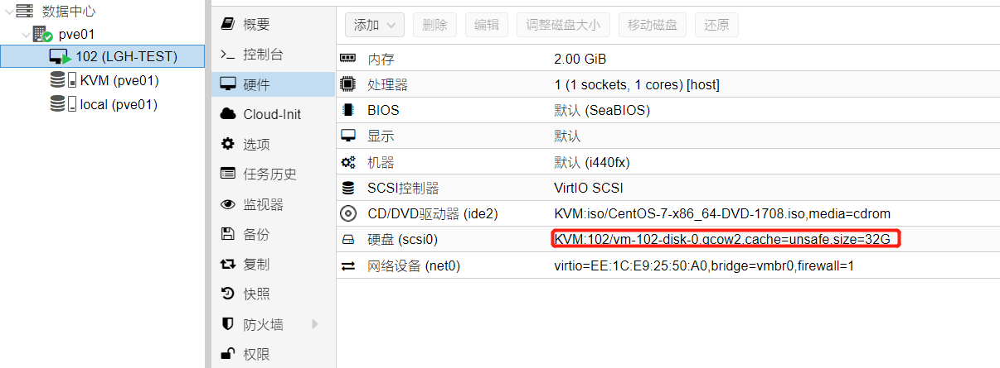 数据中心
pve01
102 (LGH-TEST)
KVM (pve01)
local (pve01)
概要
控制台
硬件
Cloud-Init
选项
任务历史
监视器
备份
复制
快照
防火墙
权限
添加 删除 编辑 调整磁盘大小 移动磁盘 还原
内存 2.00 GiB
处理器 1 (1 sockets, 1 cores) [host]
BIOS 默认 (SeaBIOS)
显示 默认
机器 默认 (i440fx)
SCSI控制器 VirtIO SCSI
CD/DVD驱动器 (ide2) KVM:iso/CentOS-7-x86_64-DVD-1708.iso,media=cdrom
硬盘 (scsi0) KVM:102/vm-102-disk-0.qcow2,cache=unsafe,size=32G
网络设备 (net0) virtio=EE:1C:E9:25:50:A0,bridge=vmbr0,firewall=1